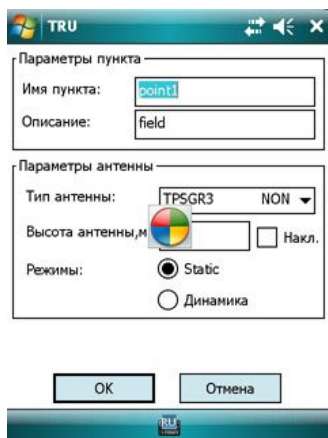 TRU
Параметры пункта
Имя пункта: point1
Описание: field
Параметры антенны
Тип антенны: TPSGR3 NON
Высота антенны,м Накл.
Режимы: Static
Динамика
OK Отмена
RU